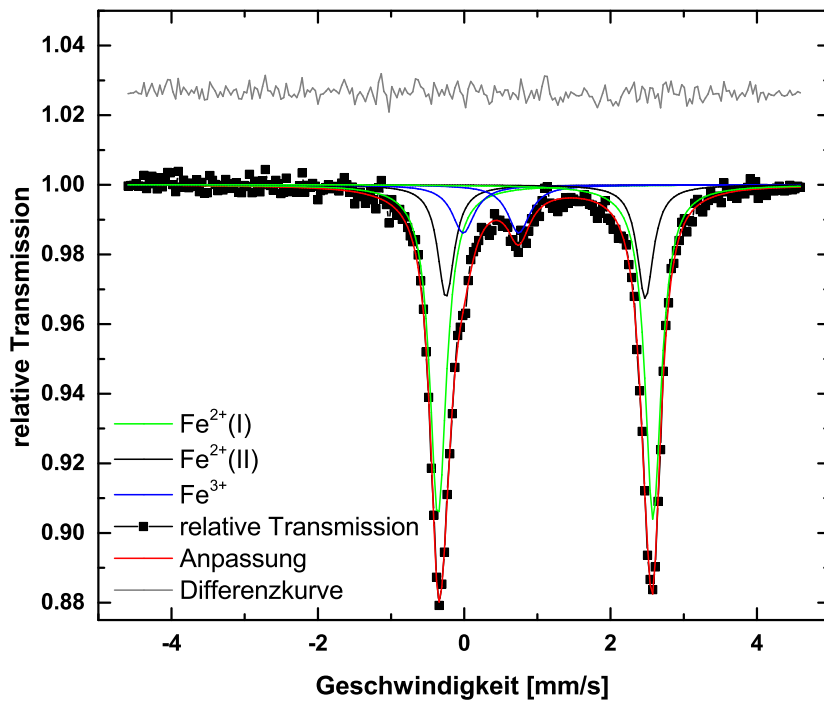 relative Transmission
1.04
1.02
1.00
0.98
0.96
0.94
0.92
0.90
0.88
Fe²⁺(I)
Fe²⁺(II)
Fe³⁺
relative Transmission
Anpassung
Differenzkurve
-4 -2 0 2 4
Geschwindigkeit [mm/s]